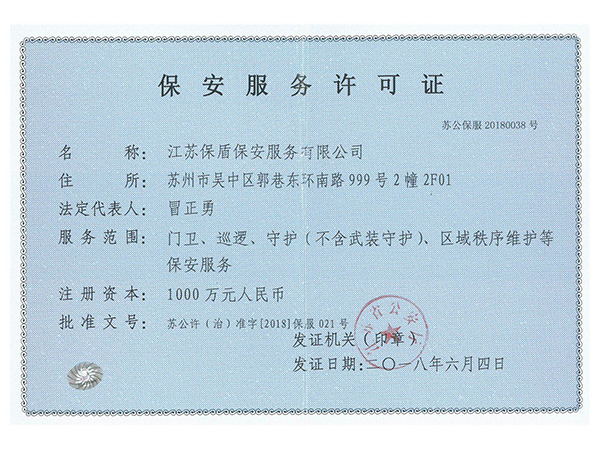 保安服务许可证
苏公保服 20180038 号
名称：江苏保盾保安服务有限公司
住所：苏州市吴中区郭巷东环南路 999 号 2 幢 2F01
法定代表人：冒正勇
服务范围：门卫、巡逻、守护（不含武装守护）、区域秩序维护等
保安服务
注册资本：1000 万元人民币
批准文号：苏公许（治）准字[2018]保服 021 号
发证机关（印章）
发证日期：二〇一八年六月四日